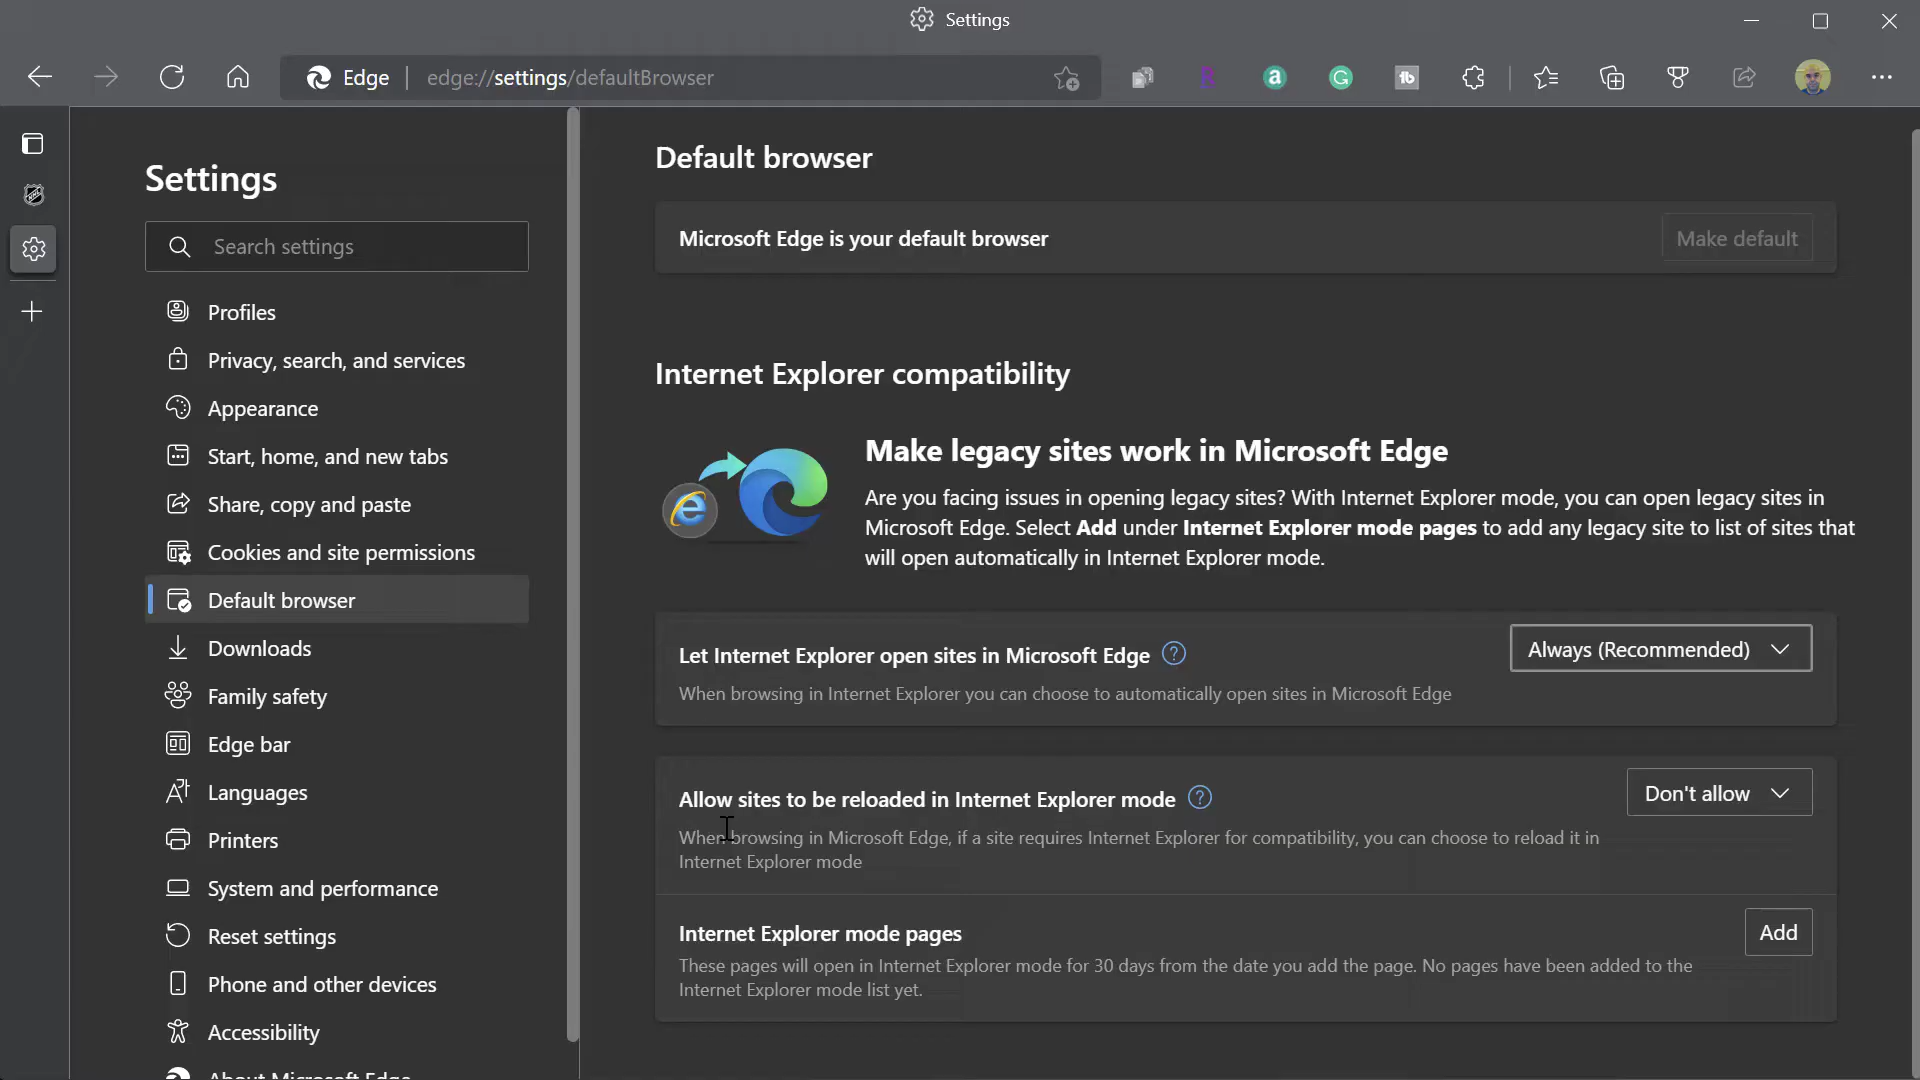 Settings
Edge
edge://settings/defaultBrowser
Settings
Search settings
Profiles
Privacy, search, and services
Appearance
Start, home, and new tabs
Share, copy and paste
Cookies and site permissions
Default browser
Downloads
Family safety
Edge bar
Languages
Printers
System and performance
Reset settings
Phone and other devices
Accessibility
About Microsoft Edge
Default browser
Microsoft Edge is your default browser
Make default
Internet Explorer compatibility
Make legacy sites work in Microsoft Edge
Are you facing issues in opening legacy sites? With Internet Explorer mode, you can open legacy sites in
Microsoft Edge. Select Add under Internet Explorer mode pages to add any legacy site to list of sites that
will open automatically in Internet Explorer mode.
Let Internet Explorer open sites in Microsoft Edge
Always (Recommended)
When browsing in Internet Explorer you can choose to automatically open sites in Microsoft Edge
Allow sites to be reloaded in Internet Explorer mode
Don't allow
When browsing in Microsoft Edge, if a site requires Internet Explorer for compatibility, you can choose to reload it in
Internet Explorer mode
Internet Explorer mode pages
Add
These pages will open in Internet Explorer mode for 30 days from the date you add the page. No pages have been added to the
Internet Explorer mode list yet.